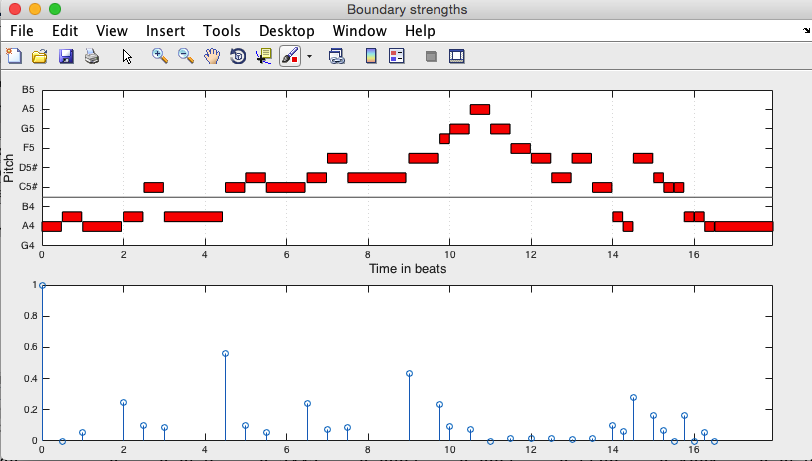 Boundary strengths
File Edit View Insert Tools Desktop Window Help
B5
A5
G5
F5
D5#
C5#
B4
A4
G4
Pitch
0 2 4 6 8 10 12 14 16
Time in beats
1
0.8
0.6
0.4
0.2
0
0 2 4 6 8 10 12 14 16